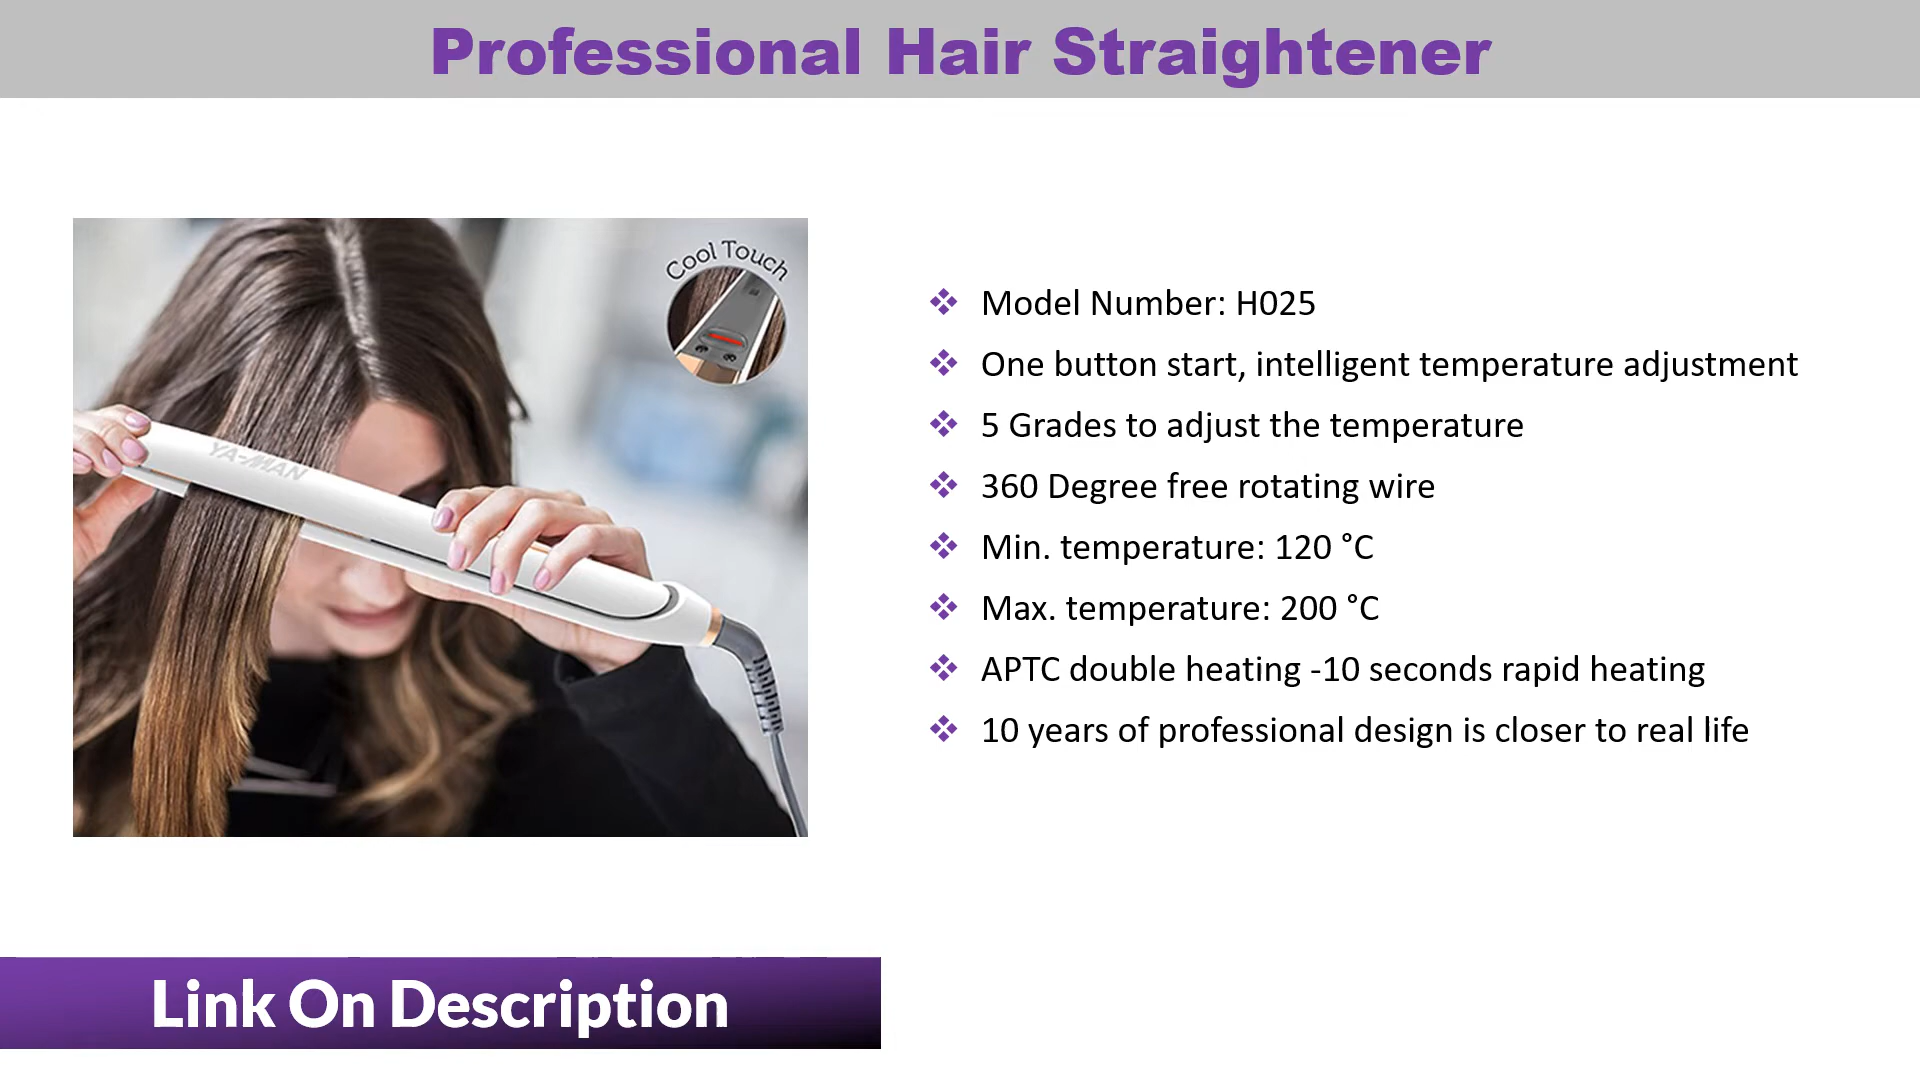 Professional Hair Straightener
Cool Touch
YA-MAN
Model Number: H025
One button start, intelligent temperature adjustment
5 Grades to adjust the temperature
360 Degree free rotating wire
Min. temperature: 120 °C
Max. temperature: 200 °C
APTC double heating -10 seconds rapid heating
10 years of professional design is closer to real life
Link On Description